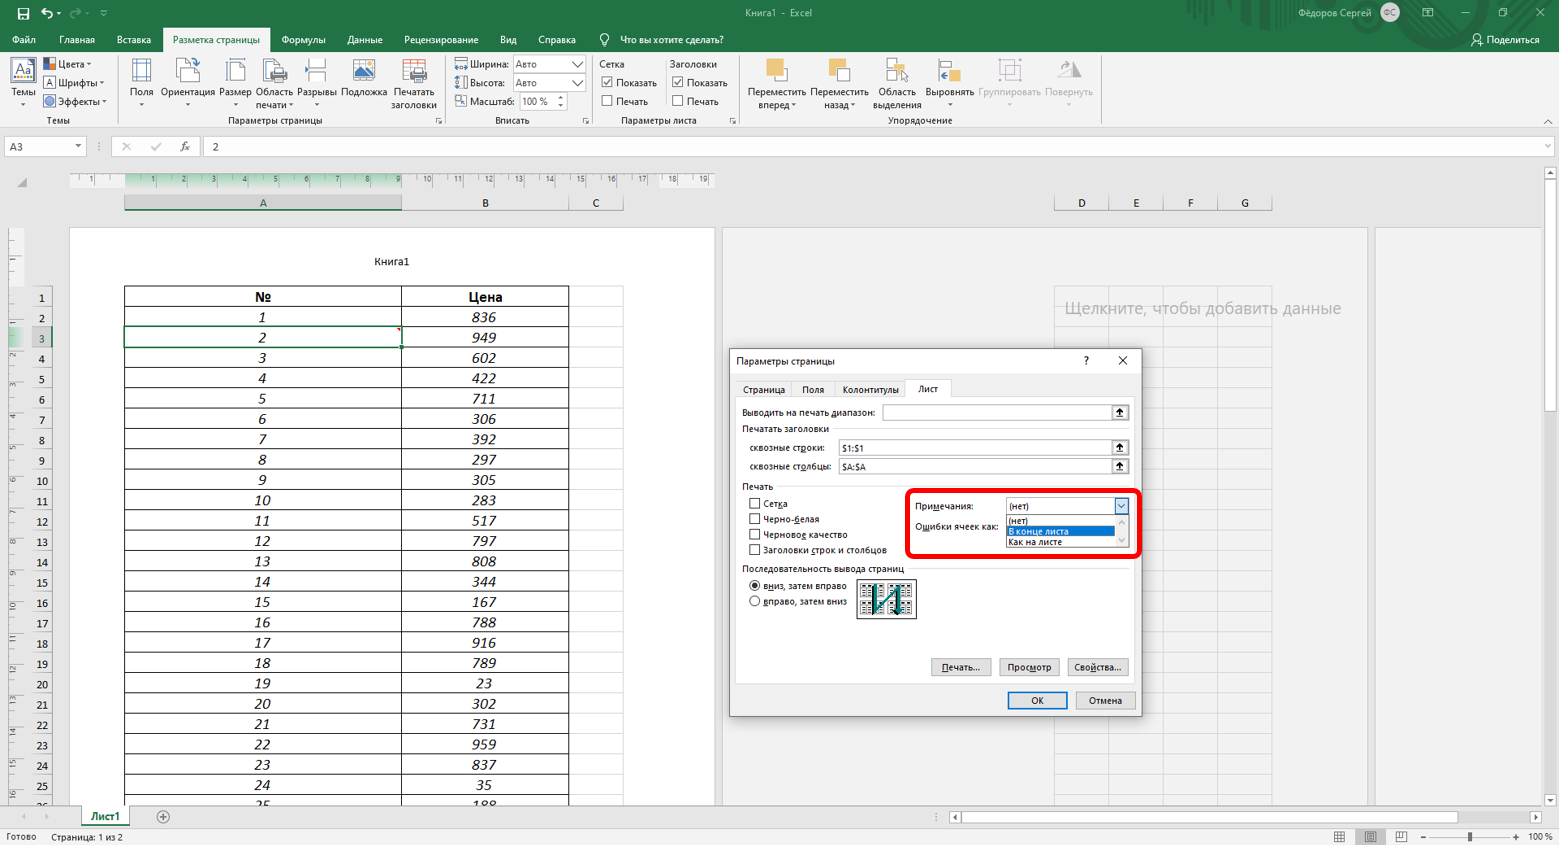 Книга1 - Excel
Фёдоров Сергей ФС
Файл Главная Вставка Разметка страницы Формулы Данные Рецензирование Вид Справка Что вы хотите сделать? Поделиться
Aa Темы
Цвета
Шрифты
Эффекты
Темы
Поля Ориентация Размер Область печати Разрывы Подложка Печатать заголовки
Параметры страницы
Ширина: Авто
Высота: Авто
Масштаб: 100 %
Вписать
Сетка Заголовки
Показать Показать
Печать Печать
Параметры листа
Переместить вперед Переместить назад Область выделения Выровнять Группировать Повернуть
Упорядочение
A3 fx 2
1 1 2 3 4 5 6 7 8 9 10 11 12 13 14 15 16 17 18 19
A B C D E F G
Книга1
1 № Цена
2 1 836
3 2 949
4 3 602
5 4 422
6 5 711
7 6 306
8 7 392
9 8 297
10 9 305
11 10 283
12 11 517
13 12 797
14 13 808
15 14 344
16 15 167
17 16 788
18 17 916
19 18 789
20 19 23
21 20 302
22 21 731
23 22 959
24 23 837
25 24 35
26 25 188
Щелкните, чтобы добавить данные
Параметры страницы ?
Страница Поля Колонтитулы Лист
Выводить на печать диапазон:
Печатать заголовки
сквозные строки: $1:$1
сквозные столбцы: $A:$A
Печать
Сетка
Черно-белая
Черновое качество
Заголовки строк и столбцов
Примечания: (нет)
Ошибки ячеек как:
(нет)
В конце листа
Как на листе
Последовательность вывода страниц
вниз, затем вправо
вправо, затем вниз
Печать... Просмотр Свойства...
ОК Отмена
Лист1
Готово Страница: 1 из 2 100 %